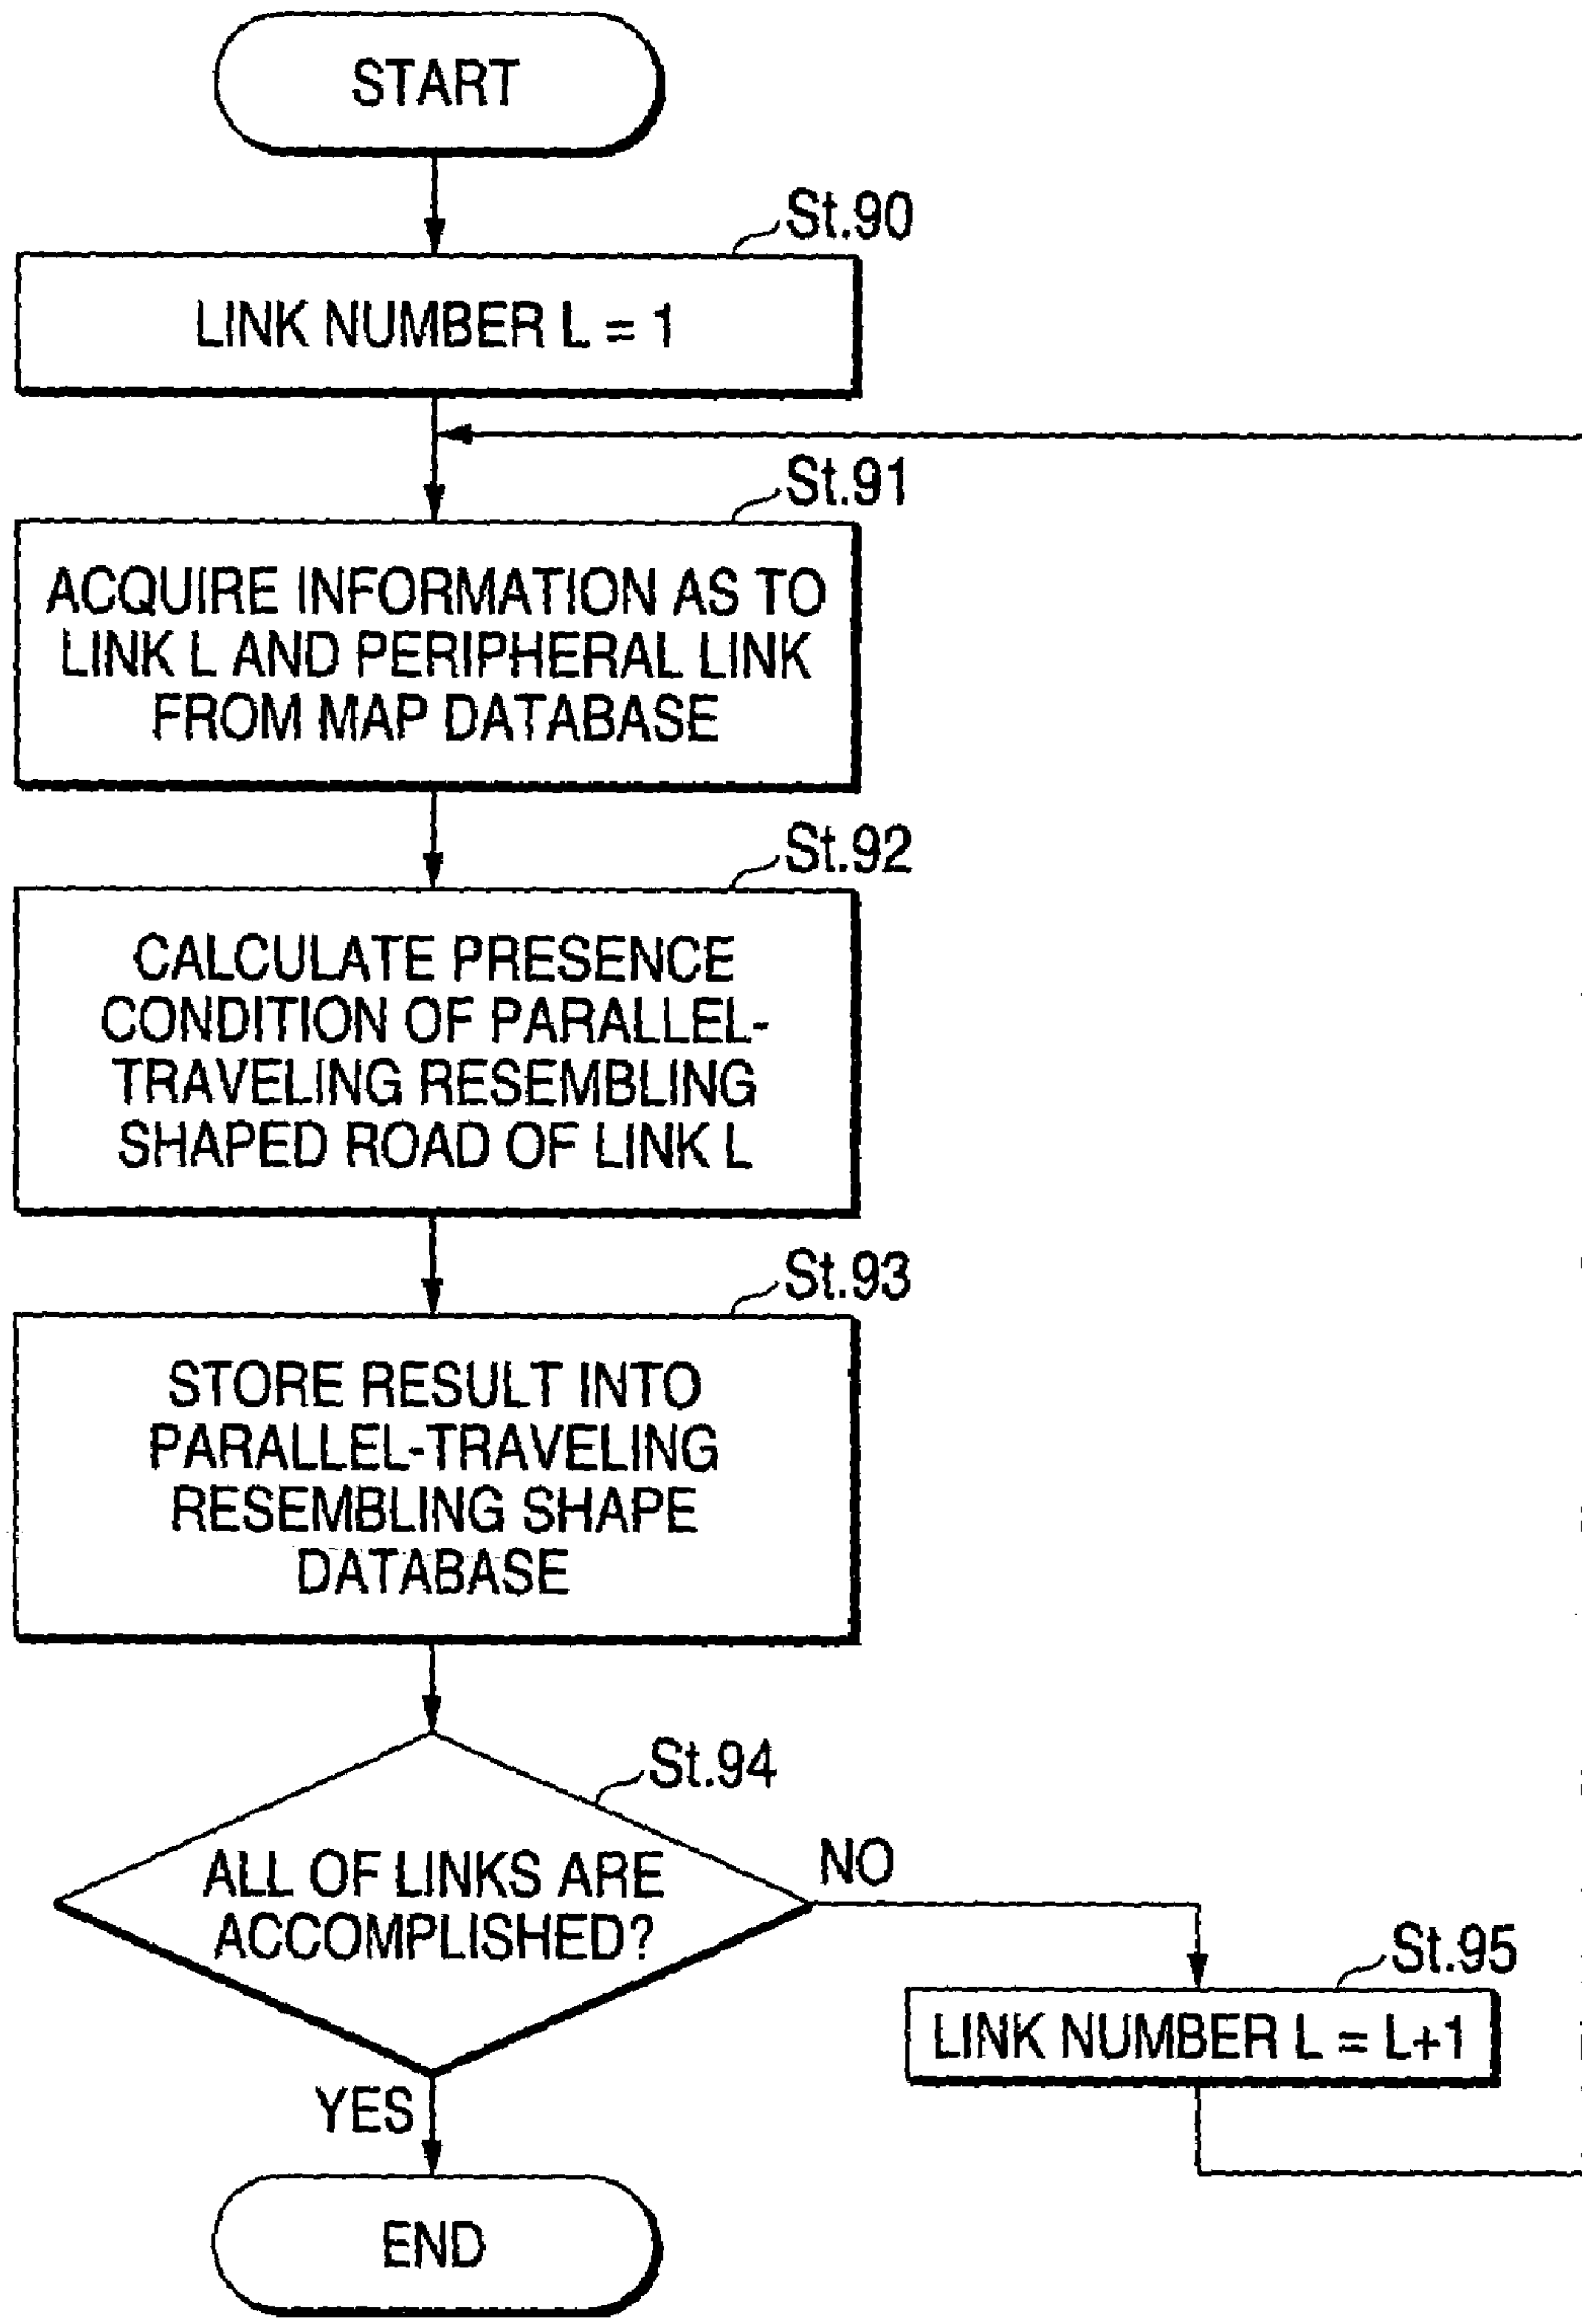 START
St.90
LINK NUMBER L = 1
St.91
ACQUIRE INFORMATION AS TO
LINK L AND PERIPHERAL LINK
FROM MAP DATABASE
St.92
CALCULATE PRESENCE
CONDITION OF PARALLEL-
TRAVELING RESEMBLING
SHAPED ROAD OF LINK L
St.93
STORE RESULT INTO
PARALLEL-TRAVELING
RESEMBLING SHAPE
DATABASE
St.94
ALL OF LINKS ARE
ACCOMPLISHED?
NO
St.95
LINK NUMBER L = L+1
YES
END